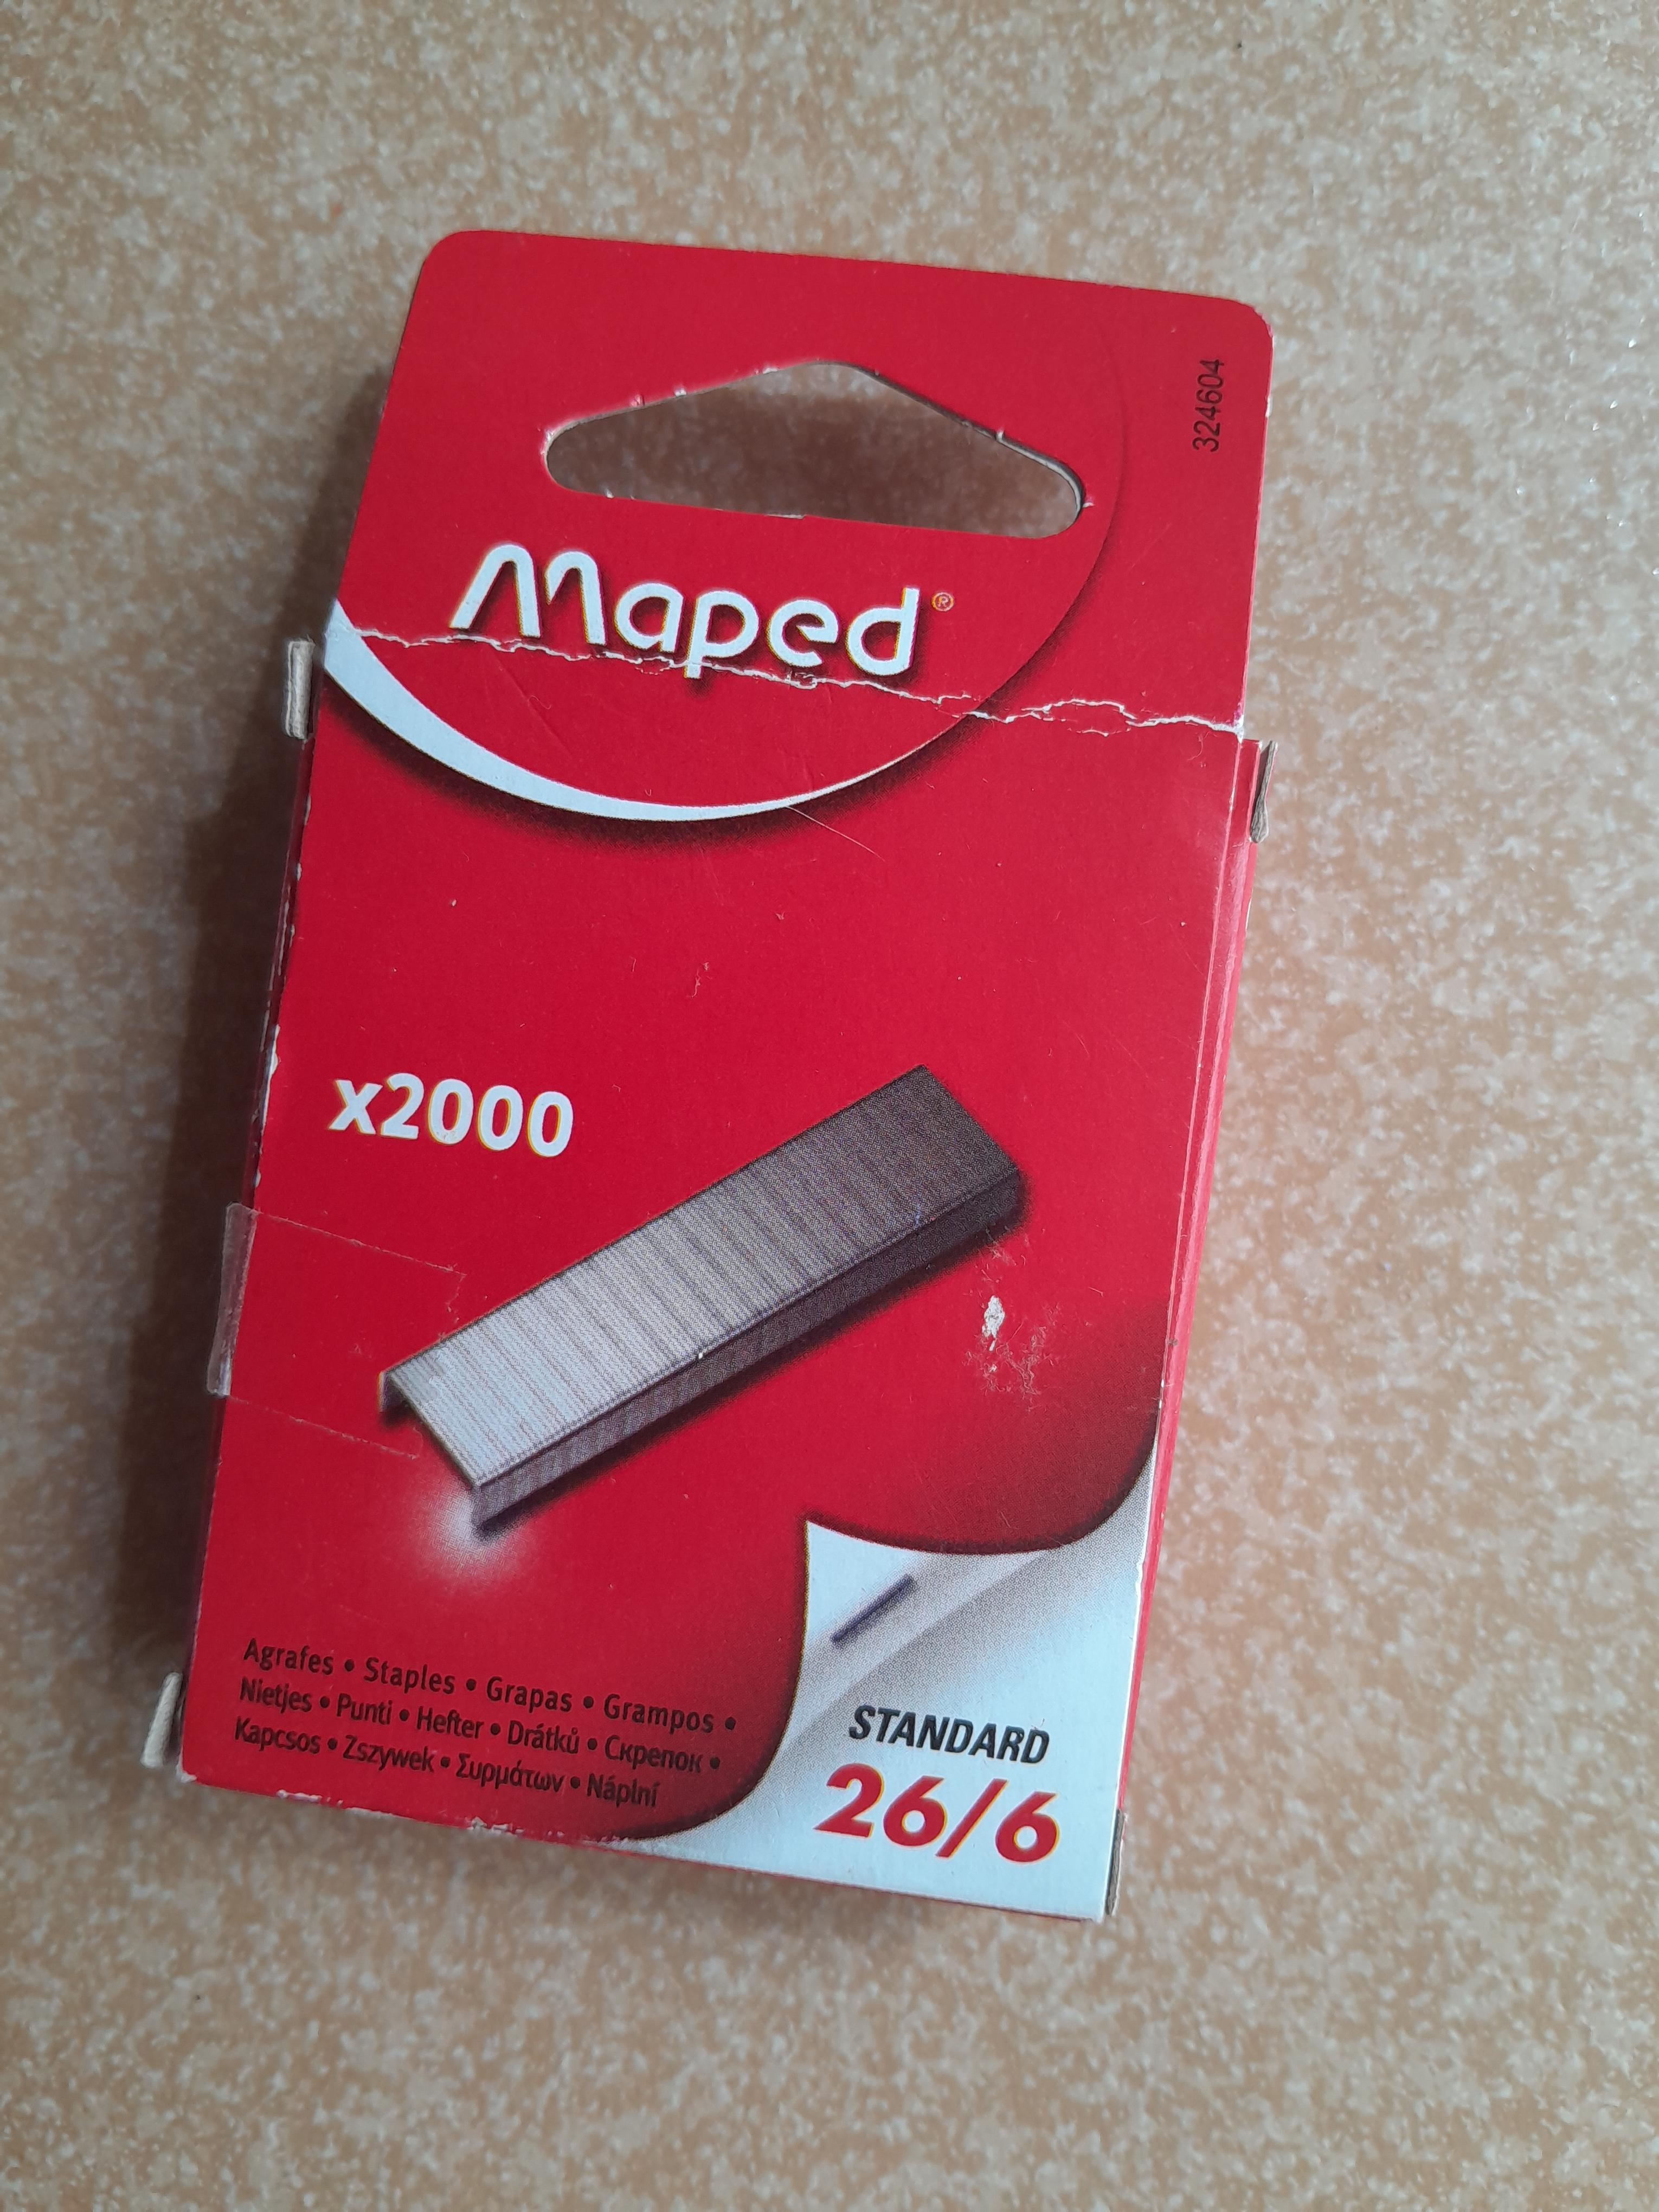 324604
Maped®
x2000
Agrafes • Staples • Grapas • Grampos •
Nietjes • Punti • Hefter • Drátků • Скрепок •
Kapcsos • Zszywek • Συρμάτων • Náplní
STANDARD
26/6